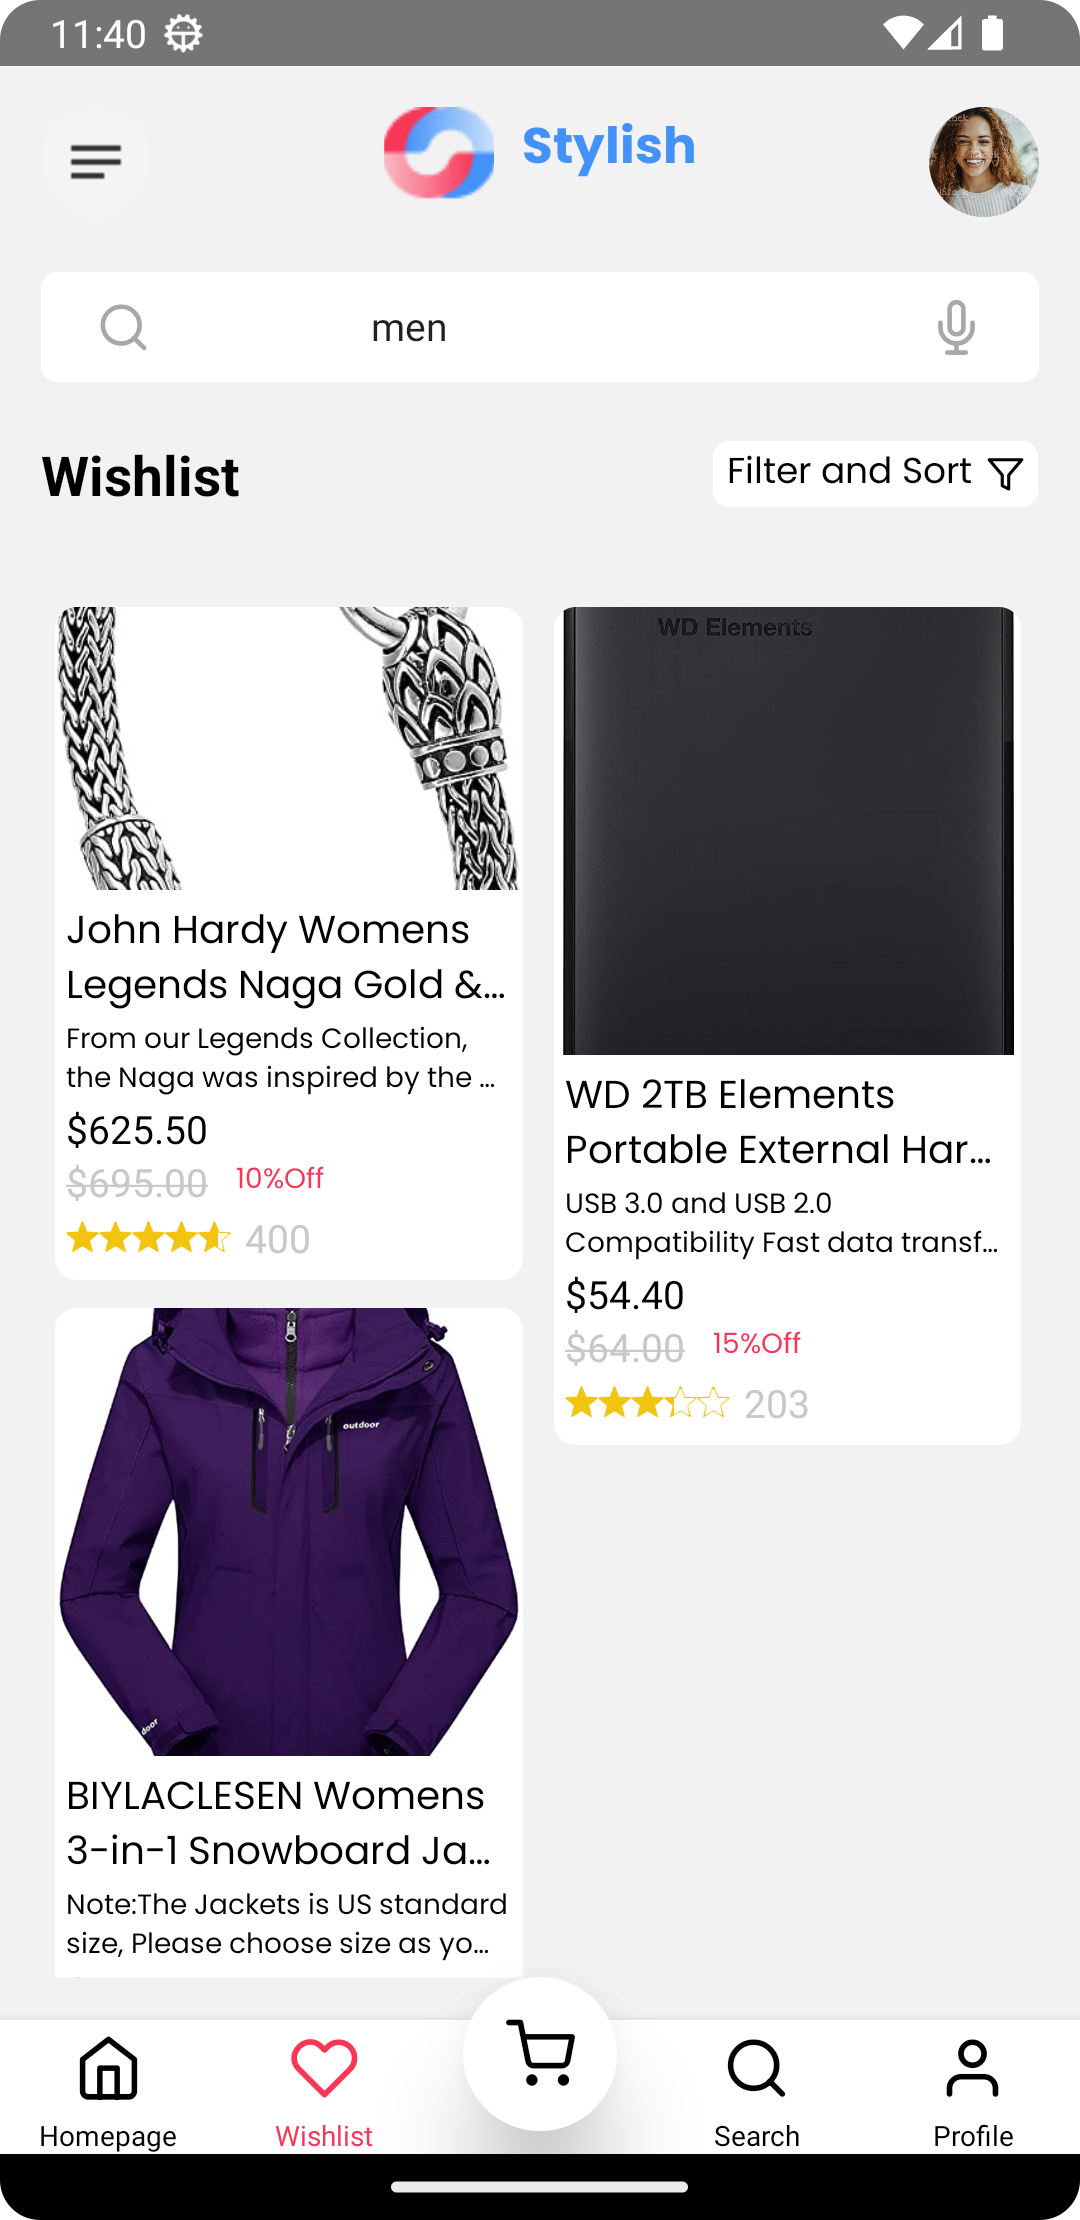 11:40
Stylish
men
Wishlist
Filter and Sort
John Hardy Womens
Legends Naga Gold &...
From our Legends Collection,
the Naga was inspired by the ...
$625.50
$695.00 10%Off
400
WD Elements
WD 2TB Elements
Portable External Har...
USB 3.0 and USB 2.0
Compatibility Fast data transf...
$54.40
$64.00 15%Off
203
outdoor
door
BIYLACLESEN Womens
3-in-1 Snowboard Ja...
Note:The Jackets is US standard
size, Please choose size as yo...
Homepage
Wishlist
Search
Profile